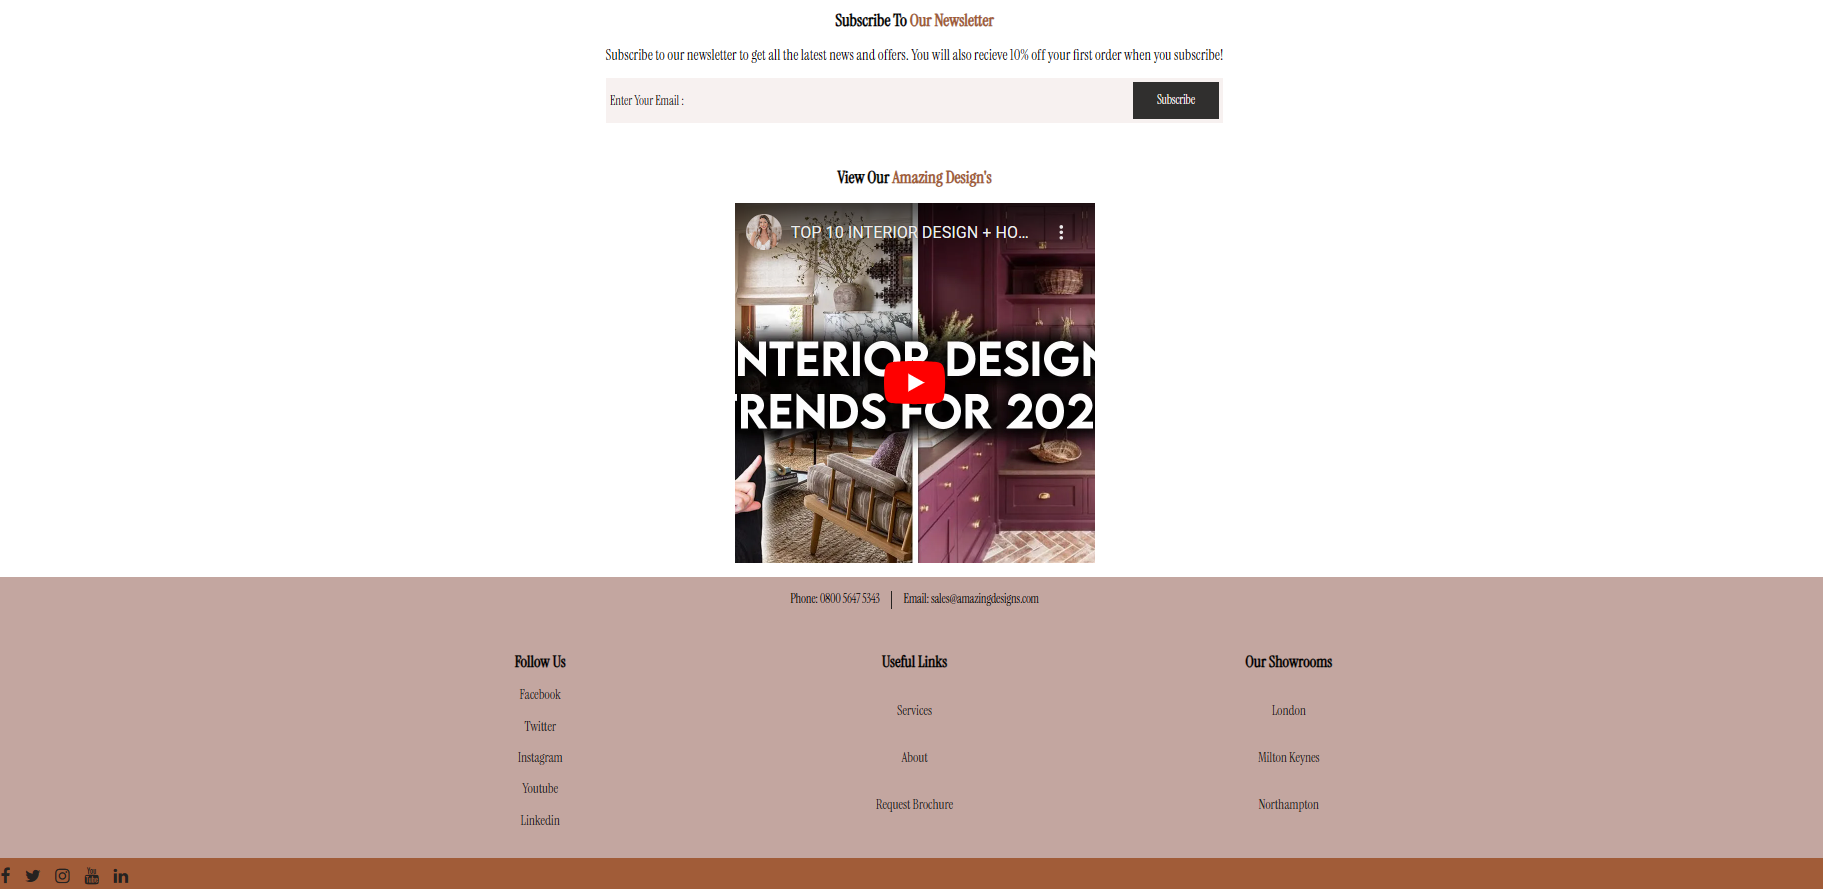 Subscribe To Our Newsletter
Subscribe to our newsletter to get all the latest news and offers. You will also recieve 10% off your first order when you subscribe!
Enter Your Email :
Subscribe
View Our Amazing Design's
TOP 10 INTERIOR DESIGN + HO...
NTERIOR DESIGN
TRENDS FOR 202
Phone: 0800 5647 5343
Email: sales@amazingdesigns.com
Follow Us
Facebook
Twitter
Instagram
Youtube
Linkedin
Useful Links
Services
About
Request Brochure
Our Showrooms
London
Milton Keynes
Northampton